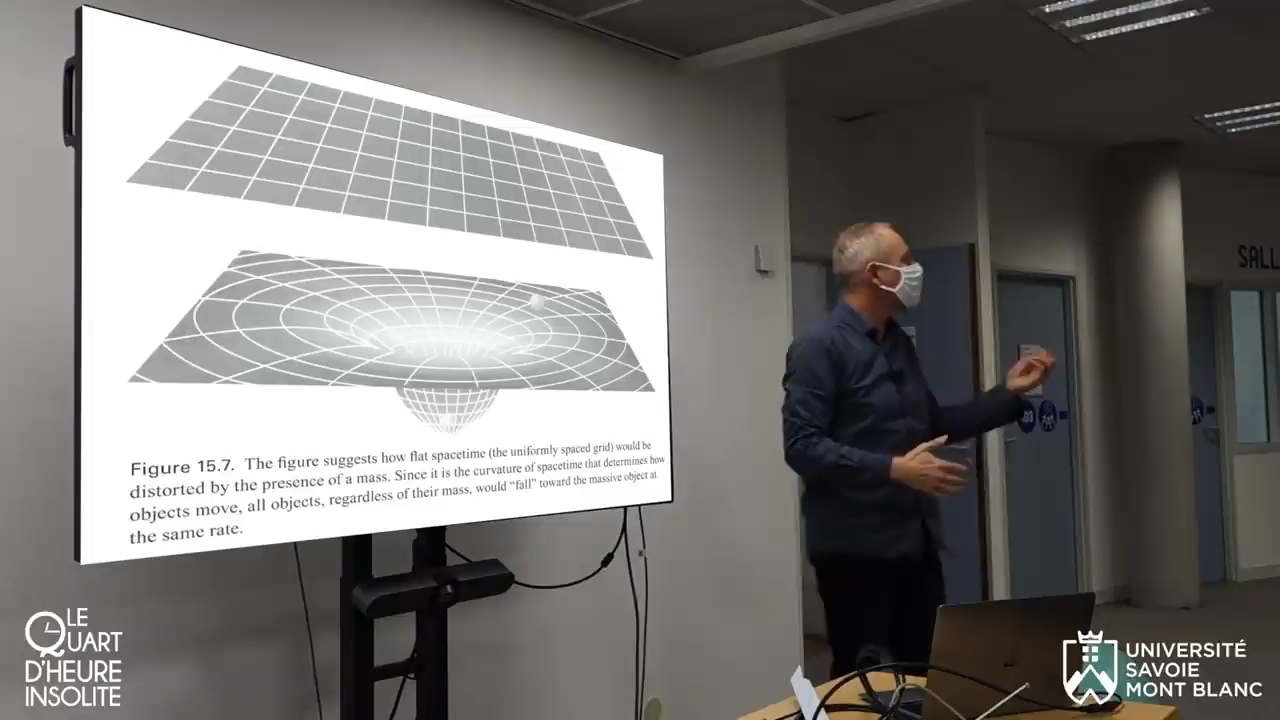 Figure 15.7. The figure suggests how flat spacetime (the uniformly spaced grid) would be
distorted by the presence of a mass. Since it is the curvature of spacetime that determines how
objects move, all objects, regardless of their mass, would “fall” toward the massive object at
the same rate.
SALL
LE
QUART
D'HEURE
INSOLITE
UNIVERSITÉ
SAVOIE
MONT BLANC